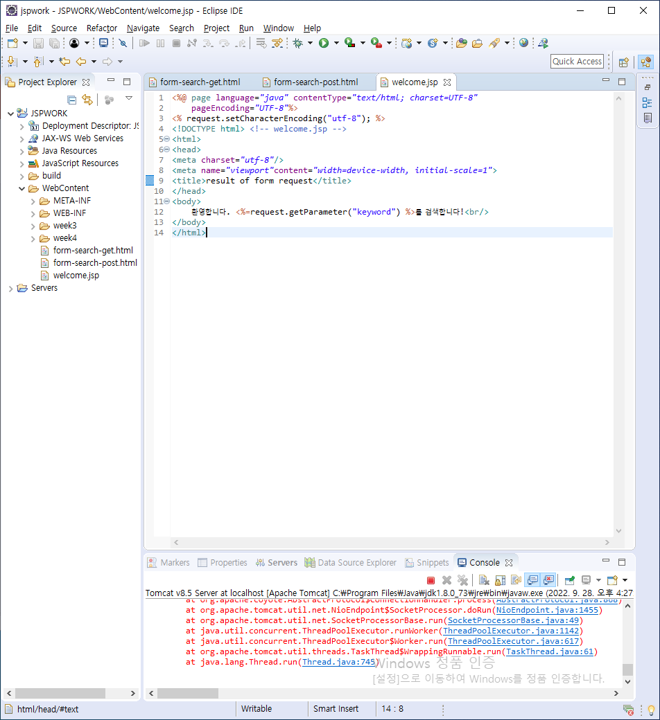 jspwork - JSPWORK/WebContent/welcome.jsp - Eclipse IDE
File Edit Source Refactor Navigate Search Project Run Window Help
Quick Access
Project Explorer
form-search-get.html form-search-post.html welcome.jsp
JSPWORK
Deployment Descriptor: JS
JAX-WS Web Services
Java Resources
JavaScript Resources
build
WebContent
META-INF
WEB-INF
week3
week4
form-search-get.html
form-search-post.html
welcome.jsp
Servers
1 <%@ page language="java" contentType="text/html; charset=UTF-8"
2 pageEncoding="UTF-8"%>
3 <% request.setCharacterEncoding("utf-8"); %>
4 <!DOCTYPE html> <!-- welcome.jsp -->
5 <html>
6 <head>
7 <meta charset="utf-8"/>
8 <meta name="viewport"content="width=device-width, initial-scale=1">
9 <title>result of form request</title>
10 </head>
11 <body>
12 환영합니다. <%=request.getParameter("keyword") %>를 검색합니다!<br/>
13 </body>
14 </html>
Markers Properties Servers Data Source Explorer Snippets Console
Tomcat v8.5 Server at localhost [Apache Tomcat] C:₩Program Files₩Java₩jdk1.8.0_73₩jre₩bin₩javaw.exe (2022. 9. 28. 오후 4:27
at org.apache.coyote.AbstractProtocol$ConnectionHandler.process(AbstractProtocol.java:868)
at org.apache.tomcat.util.net.NioEndpoint$SocketProcessor.doRun(NioEndpoint.java:1455)
at org.apache.tomcat.util.net.SocketProcessorBase.run(SocketProcessorBase.java:49)
at java.util.concurrent.ThreadPoolExecutor.runWorker(ThreadPoolExecutor.java:1142)
at java.util.concurrent.ThreadPoolExecutor$Worker.run(ThreadPoolExecutor.java:617)
at org.apache.tomcat.util.threads.TaskThread$WrappingRunnable.run(TaskThread.java:61)
at java.lang.Thread.run(Thread.java:745)
Windows 정품 인증
[설정]으로 이동하여 Windows를 정품 인증합니다.
html/head/#text Writable Smart Insert 14 : 8